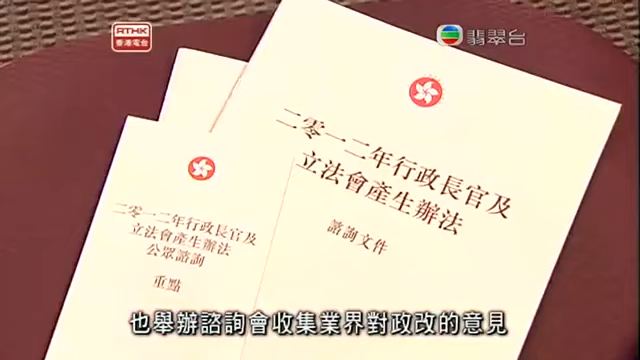 RTHK
香港電台
翡翠台
二零一二年行政長官及
立法會產生辦法
諮詢文件
二零一二年行政長官及
立法會產生辦法
公眾諮詢
重點
也舉辦諮詢會收集業界對政改的意見